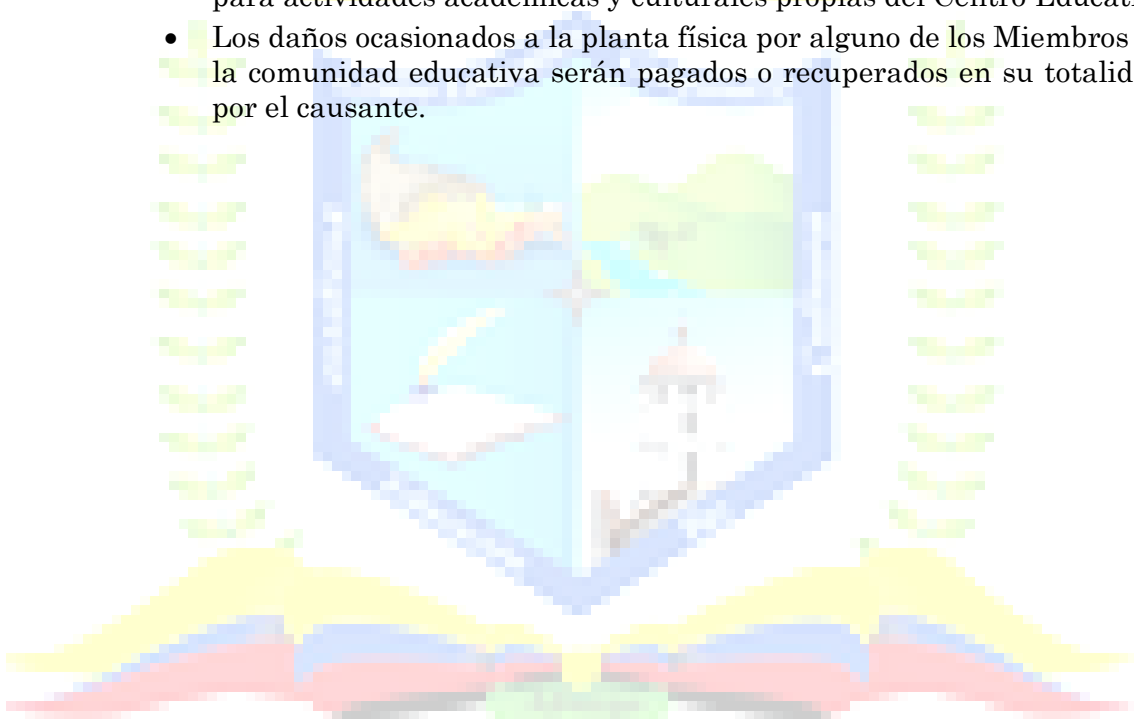 para actividades académicas y culturales propias del Centro Educati
• Los daños ocasionados a la planta física por alguno de los Miembros
la comunidad educativa serán pagados o recuperados en su totalid
por el causante.